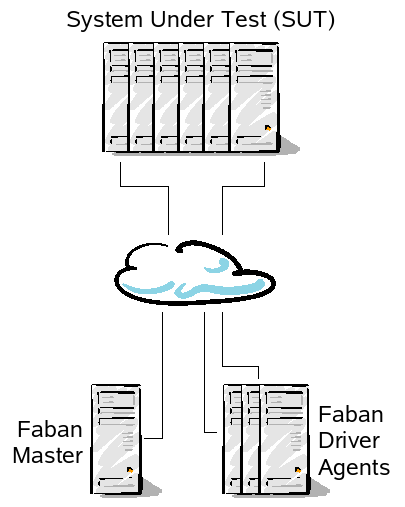 System Under Test (SUT)
Faban
Master
Faban
Driver
Agents